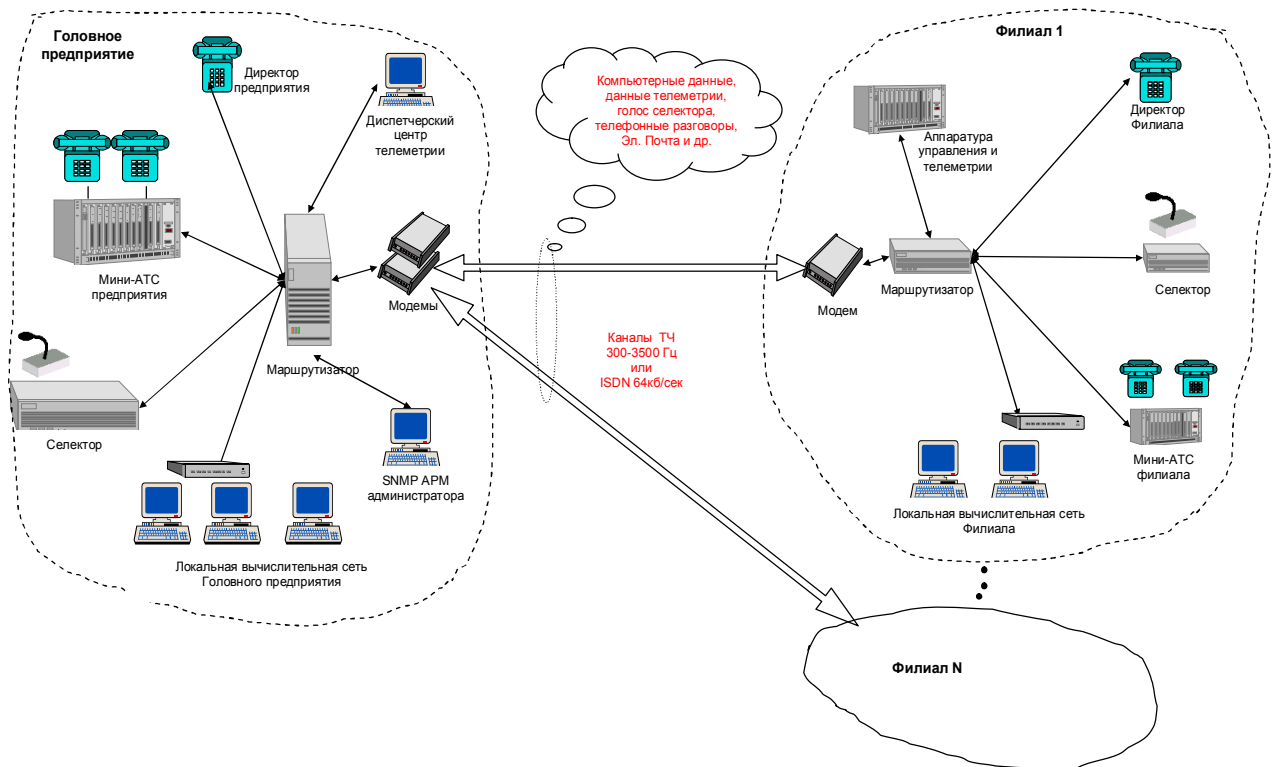 Головное
предприятие
Директор
предприятия
Диспетчерский
центр
телеметрии
Мини-АТС
предприятия
Модемы
Маршрутизатор
Селектор
SNMP АРМ
администратора
Локальная вычислительная сеть
Головного предприятия
Компьютерные данные,
данные телеметрии,
голос селектора,
телефонные разговоры,
Эл. Почта и др.
Каналы ТЧ
300-3500 Гц
или
ISDN 64кб/сек
Филиал 1
Директор
Филиала
Аппаратура
управления и
телеметрии
Модем
Маршрутизатор
Селектор
Мини-АТС
филиала
Локальная вычислительная сеть
Филиала
Филиал N